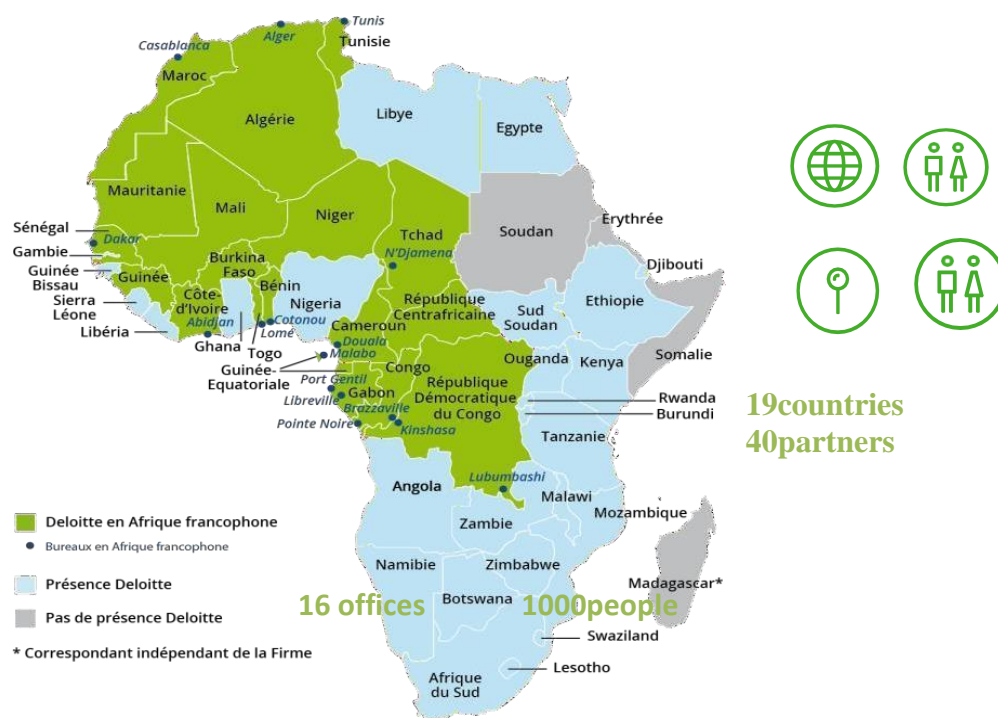 Tunis
Alger
Tunisie
Casablanca
Maroc
Libye
Egypte
Algérie
Mauritanie
Mali
Niger
Tchad
N'Djamena
Soudan
Erythrée
Sénégal
Dakar
Gambie
Guinée
Bissau
Guinée
Sierra
Léone
Libéria
Burkina
Faso
Bénin
Côte-
d'Ivoire
Abidjan
Nigeria
Cotonou
Lomé
Ghana
Togo
Djibouti
Ethiopie
République
Centrafricaine
Sud
Soudan
Cameroun
Douala
Malabo
Guinée-
Equatoriale
Congo
Ouganda
Kenya
Somalie
Port Gentil
Gabon
Libreville
Brazzaville
République
Démocratique
du Congo
Rwanda
Burundi
Pointe Noire
Kinshasa
Tanzanie
19countries
40partners
Lubumbashi
Angola
Malawi
Mozambique
Zambie
Deloitte en Afrique francophone
Bureaux en Afrique francophone
Namibie
Zimbabwe
Présence Deloitte
Madagascar*
Botswana
16 offices
1000people
Pas de présence Deloitte
Swaziland
* Correspondant indépendant de la Firme
Lesotho
Afrique
du Sud